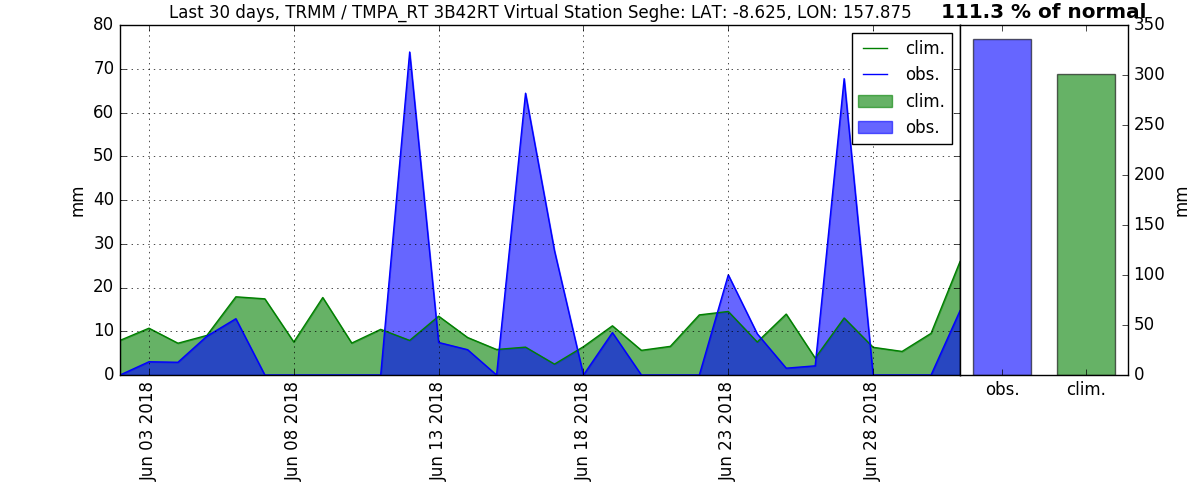 Last 30 days, TRMM / TMPA_RT 3B42RT Virtual Station Seghe: LAT: -8.625, LON: 157.875
111.3 % of normal
80
70
60
50
40
30
20
10
0
mm
clim.
obs.
clim.
obs.
Jun 03 2018
Jun 08 2018
Jun 13 2018
Jun 18 2018
Jun 23 2018
Jun 28 2018
350
300
250
200
150
100
50
0
mm
obs.
clim.